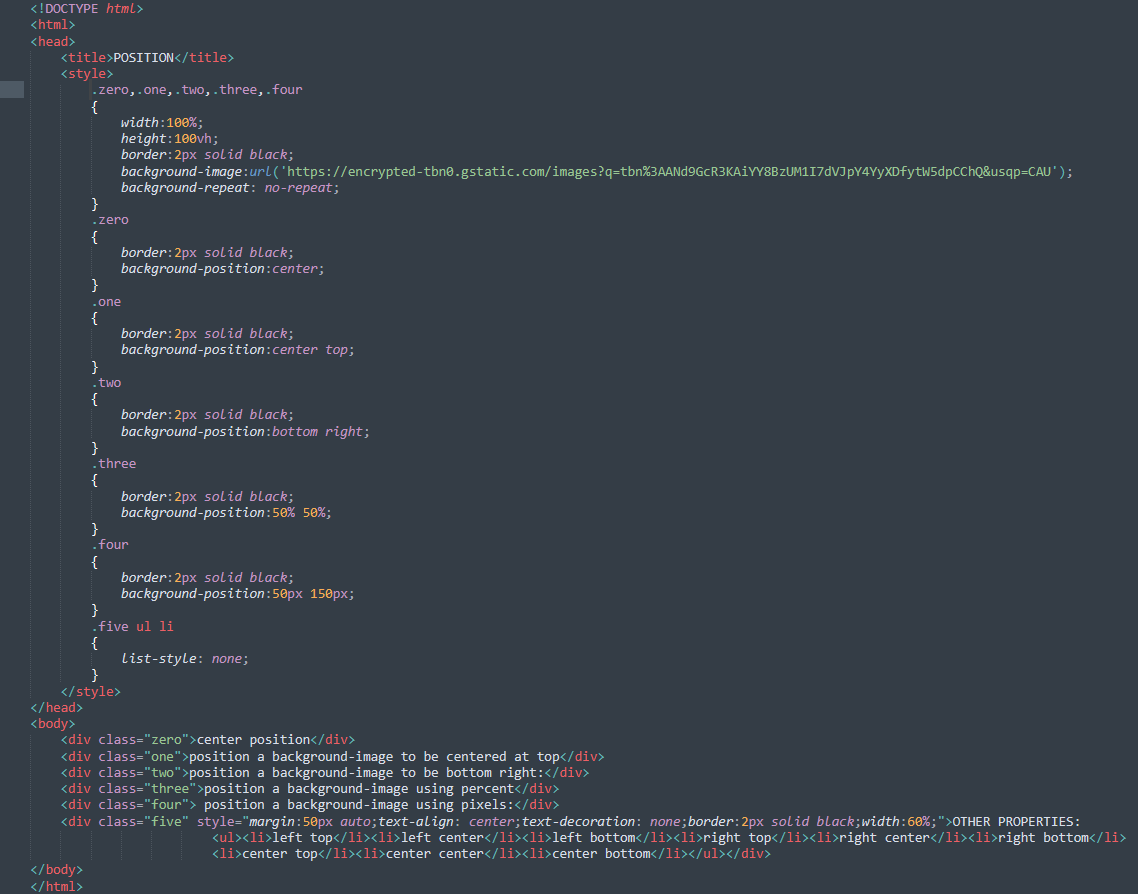 <!DOCTYPE html>
<html>
<head>
<title>POSITION</title>
<style>
.zero,.one,.two,.three,.four
{
width:100%;
height:100vh;
border:2px solid black;
background-image:url('https://encrypted-tbn0.gstatic.com/images?q=tbn%3AANd9GcR3KAiYY8BzUM1I7dVJpY4YyXDfytW5dpCChQ&usqp=CAU');
background-repeat: no-repeat;
}
.zero
{
border:2px solid black;
background-position:center;
}
.one
{
border:2px solid black;
background-position:center top;
}
.two
{
border:2px solid black;
background-position:bottom right;
}
.three
{
border:2px solid black;
background-position:50% 50%;
}
.four
{
border:2px solid black;
background-position:50px 150px;
}
.five ul li
{
list-style: none;
}
</style>
</head>
<body>
<div class="zero">center position</div>
<div class="one">position a background-image to be centered at top</div>
<div class="two">position a background-image to be bottom right:</div>
<div class="three">position a background-image using percent</div>
<div class="four"> position a background-image using pixels:</div>
<div class="five" style="margin:50px auto;text-align: center;text-decoration: none;border:2px solid black;width:60%;">OTHER PROPERTIES:
<ul><li>left top</li><li>left center</li><li>left bottom</li><li>right top</li><li>right center</li><li>right bottom</li>
<li>center top</li><li>center center</li><li>center bottom</li></ul></div>
</body>
</html>